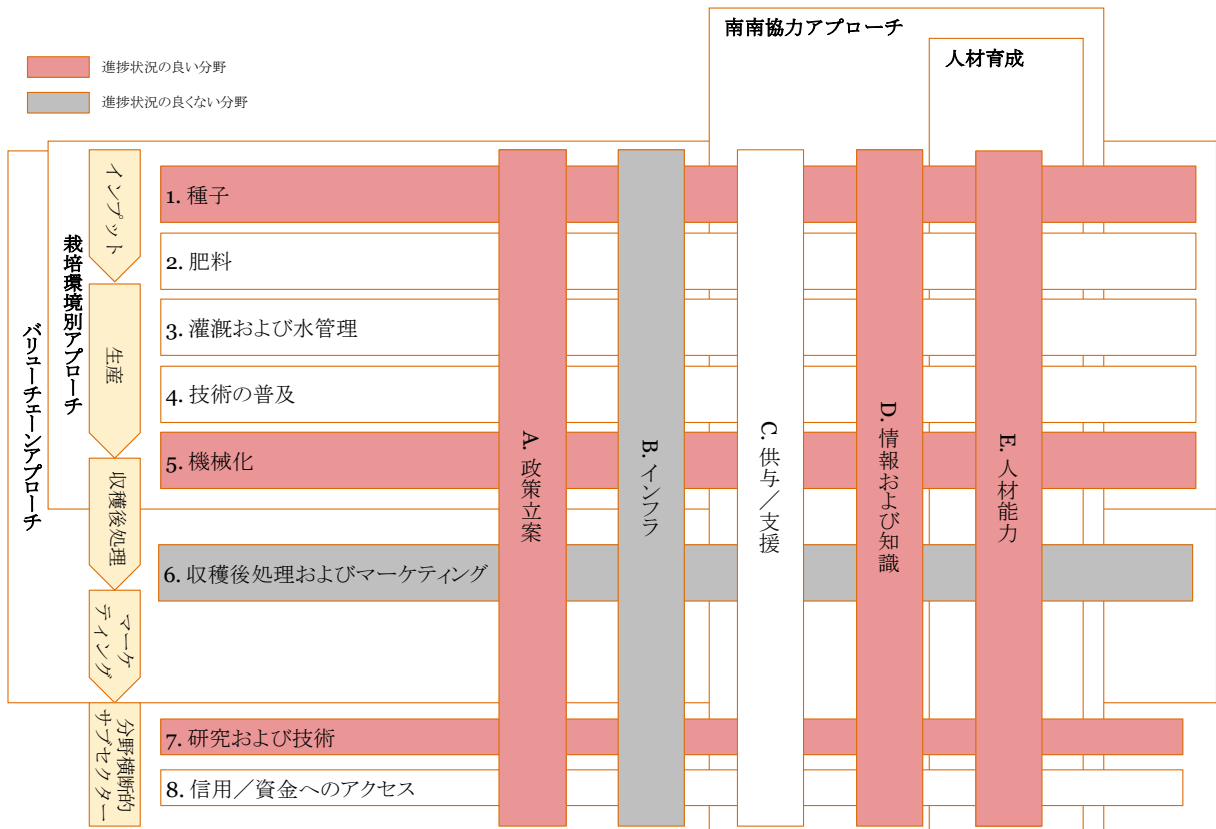 南南協力アプローチ
人材育成
進捗状況の良い分野
進捗状況の良くない分野
バリューチェーンアプローチ
栽培環境別アプローチ
インプット
生産
収穫後処理
マーケ
ティング
分野横断的
サブセクター
1. 種子
2. 肥料
3. 灌漑および水管理
4. 技術の普及
5. 機械化
6. 収穫後処理およびマーケティング
7. 研究および技術
8. 信用／資金へのアクセス
A. 政策立案
B. インフラ
C. 供与／支援
D. 情報および知識
E. 人材能力